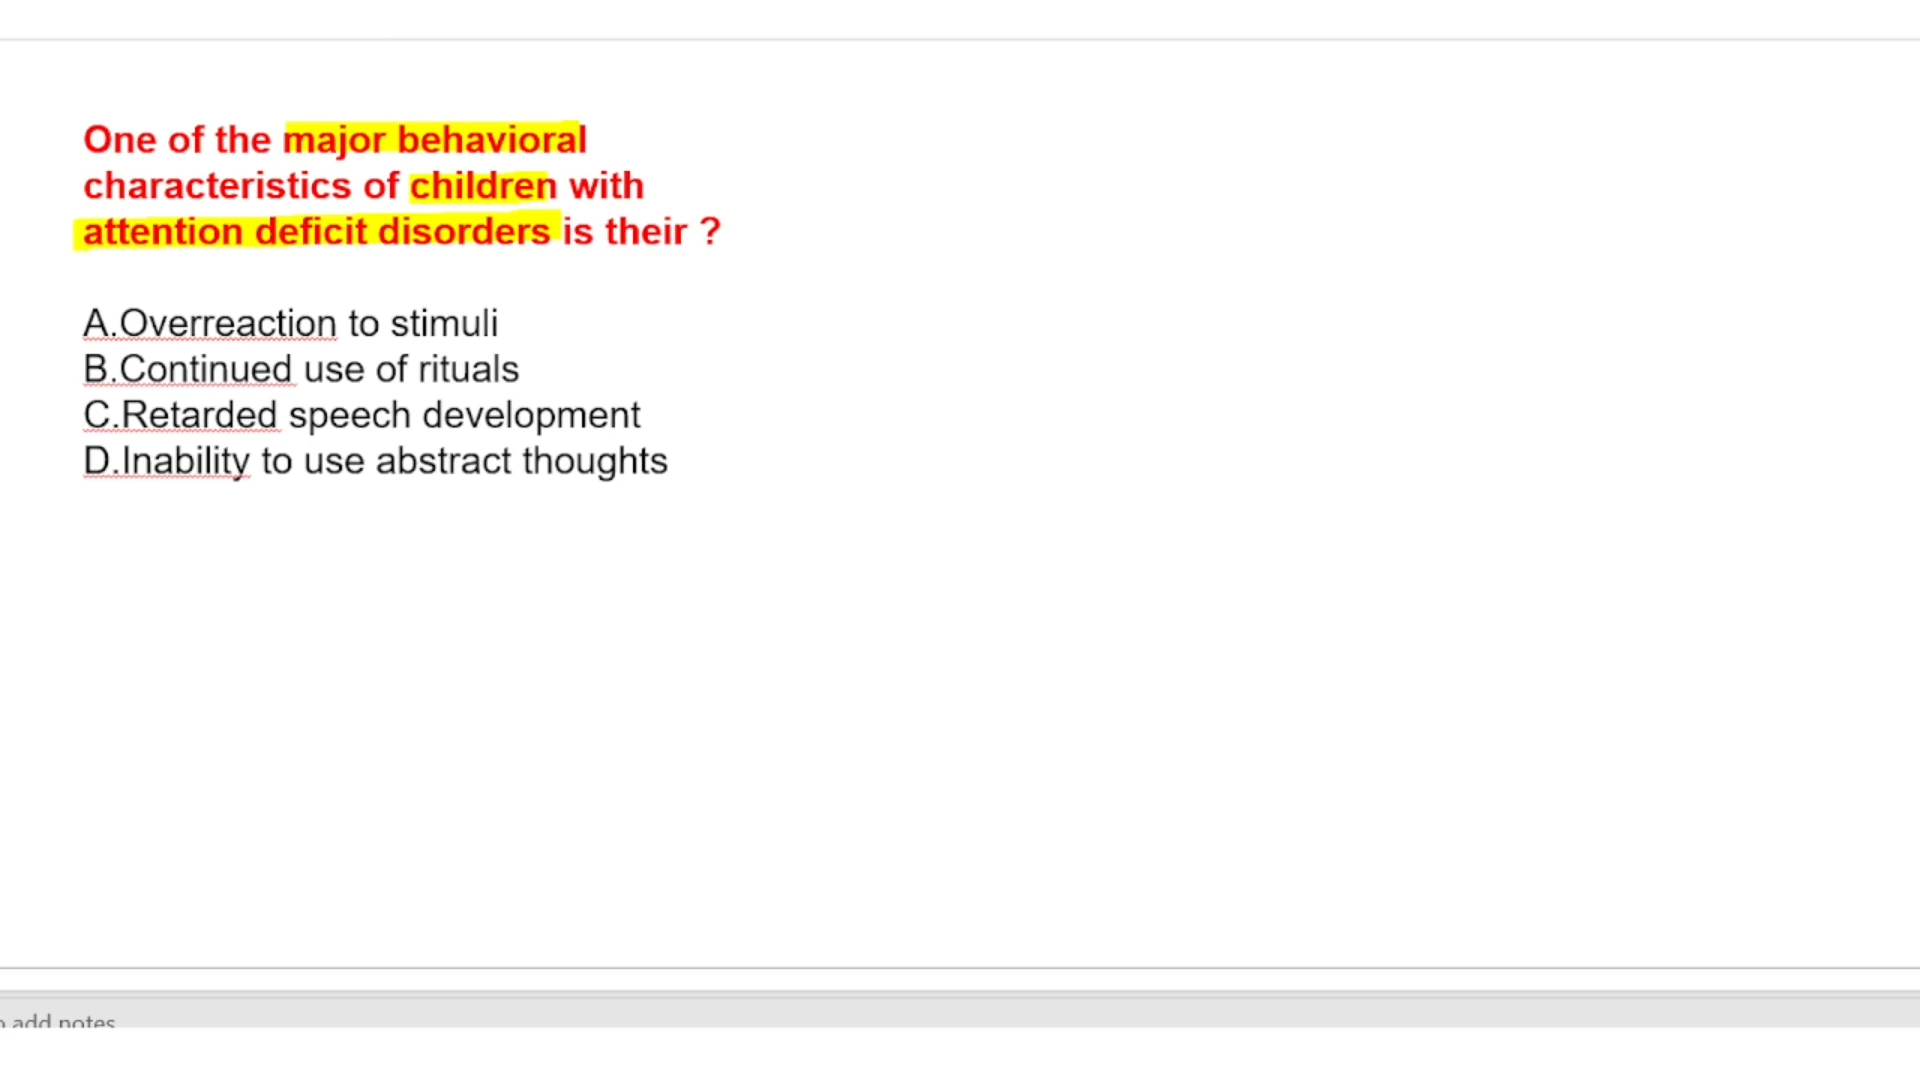 One of the major behavioral
characteristics of children with
attention deficit disorders is their ?
A.Overreaction to stimuli
B.Continued use of rituals
C.Retarded speech development
D.Inability to use abstract thoughts
add notes